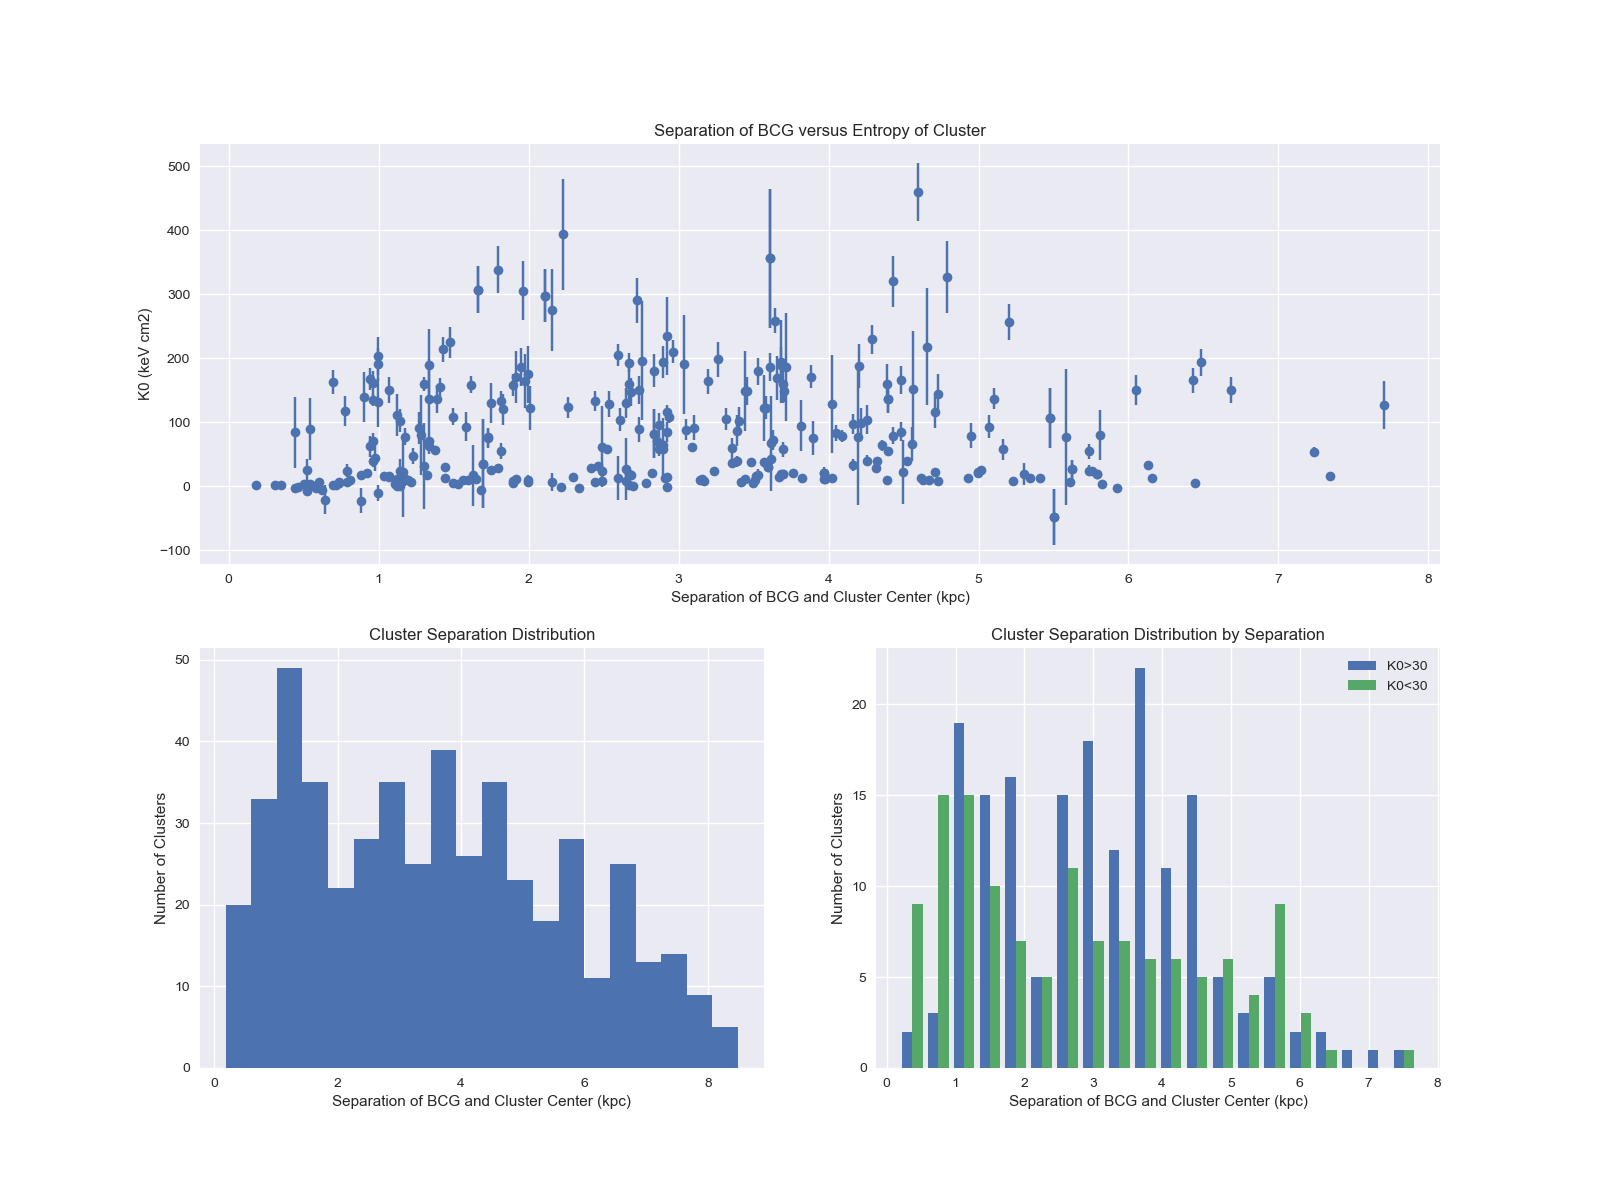 Separation of BCG versus Entropy of Cluster
500
400
300
200
100
0
−100
K0 (keV cm2)
0 1 2 3 4 5 6 7 8
Separation of BCG and Cluster Center (kpc)
Cluster Separation Distribution
50
40
30
20
10
0
Number of Clusters
0 2 4 6 8
Separation of BCG and Cluster Center (kpc)
Cluster Separation Distribution by Separation
K0>30
K0<30
20
15
10
5
0
Number of Clusters
0 1 2 3 4 5 6 7 8
Separation of BCG and Cluster Center (kpc)